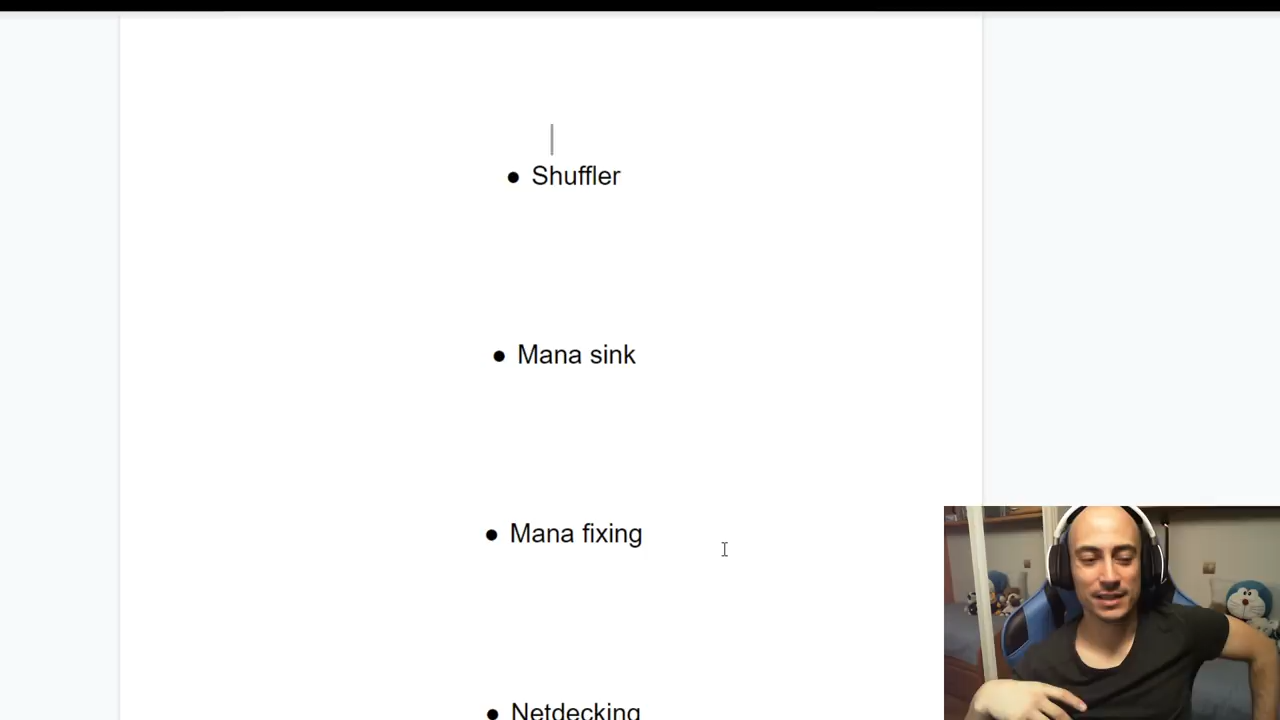 ● Shuffler
● Mana sink
● Mana fixing
● Netdecking